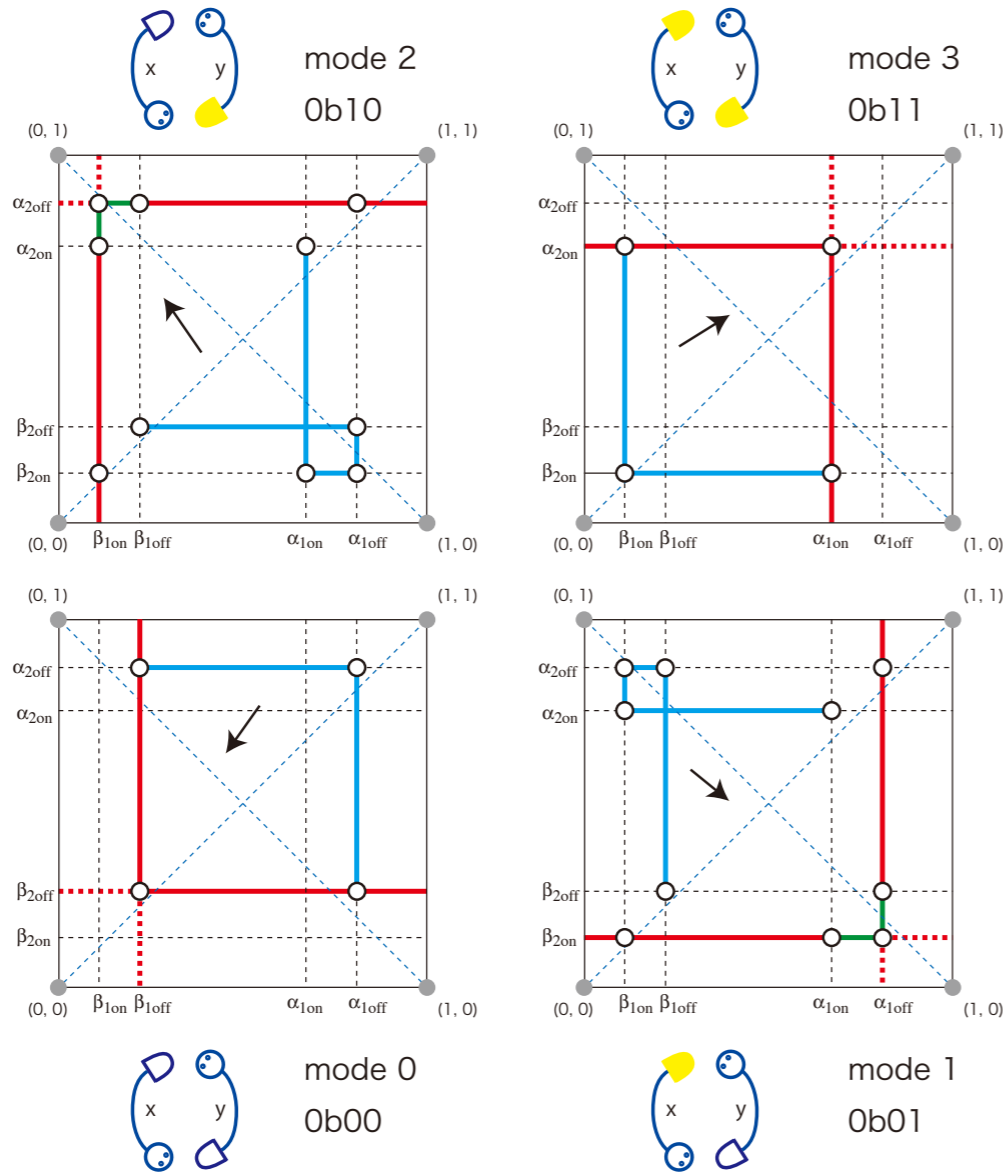 x y mode 2
0b10
x y mode 3
0b11
(0, 1) (1, 1)
(0, 1) (1, 1)
α2off
α2on
β2off
β2on
(0, 0) β1on β1off α1on α1off (1, 0)
α2off
α2on
β2off
β2on
(0, 0) β1on β1off α1on α1off (1, 0)
(0, 1) (1, 1)
(0, 1) (1, 1)
α2off
α2on
β2off
β2on
(0, 0) β1on β1off α1on α1off (1, 0)
α2off
α2on
β2off
β2on
(0, 0) β1on β1off α1on α1off (1, 0)
x y mode 0
0b00
x y mode 1
0b01